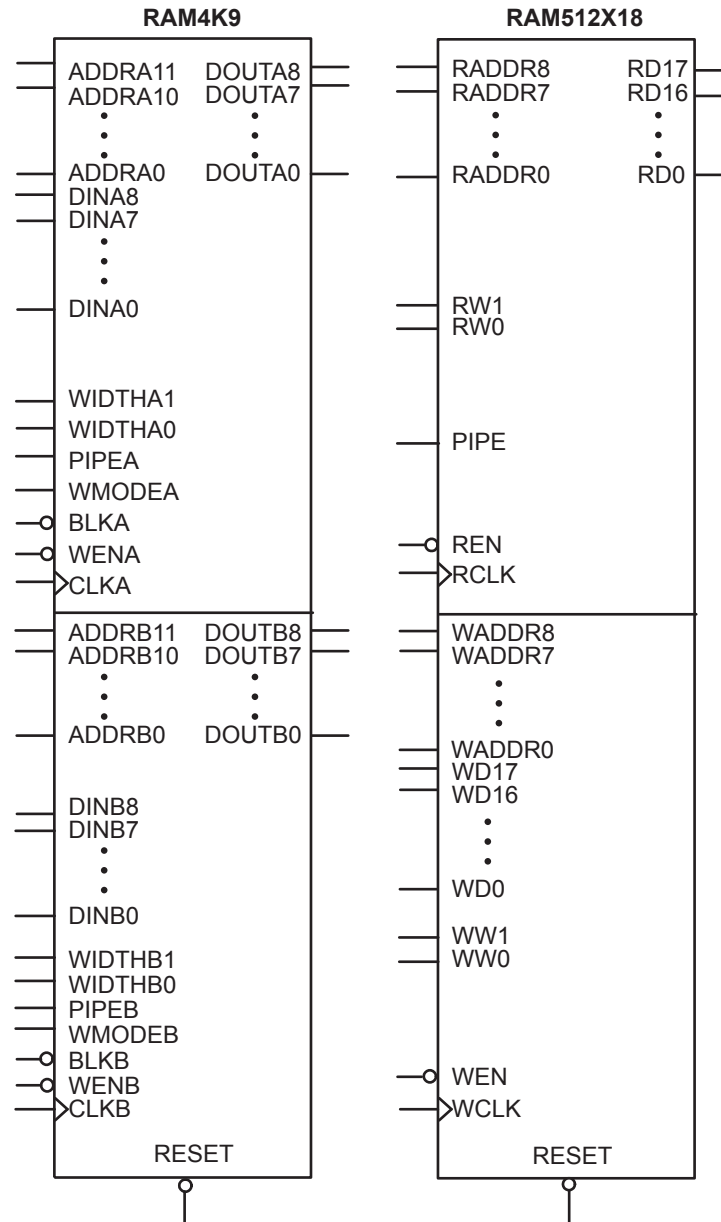 RAM4K9
ADDRA11 DOUTA8
ADDRA10 DOUTA7
ADDRA0 DOUTA0
DINA8
DINA7
DINA0
WIDTHA1
WIDTHA0
PIPEA
WMODEA
BLKA
WENA
CLKA
ADDRB11 DOUTB8
ADDRB10 DOUTB7
ADDRB0 DOUTB0
DINB8
DINB7
DINB0
WIDTHB1
WIDTHB0
PIPEB
WMODEB
BLKB
WENB
CLKB
RESET
RAM512X18
RADDR8 RD17
RADDR7 RD16
RADDR0 RD0
RW1
RW0
PIPE
REN
RCLK
WADDR8
WADDR7
WADDR0
WD17
WD16
WD0
WW1
WW0
WEN
WCLK
RESET